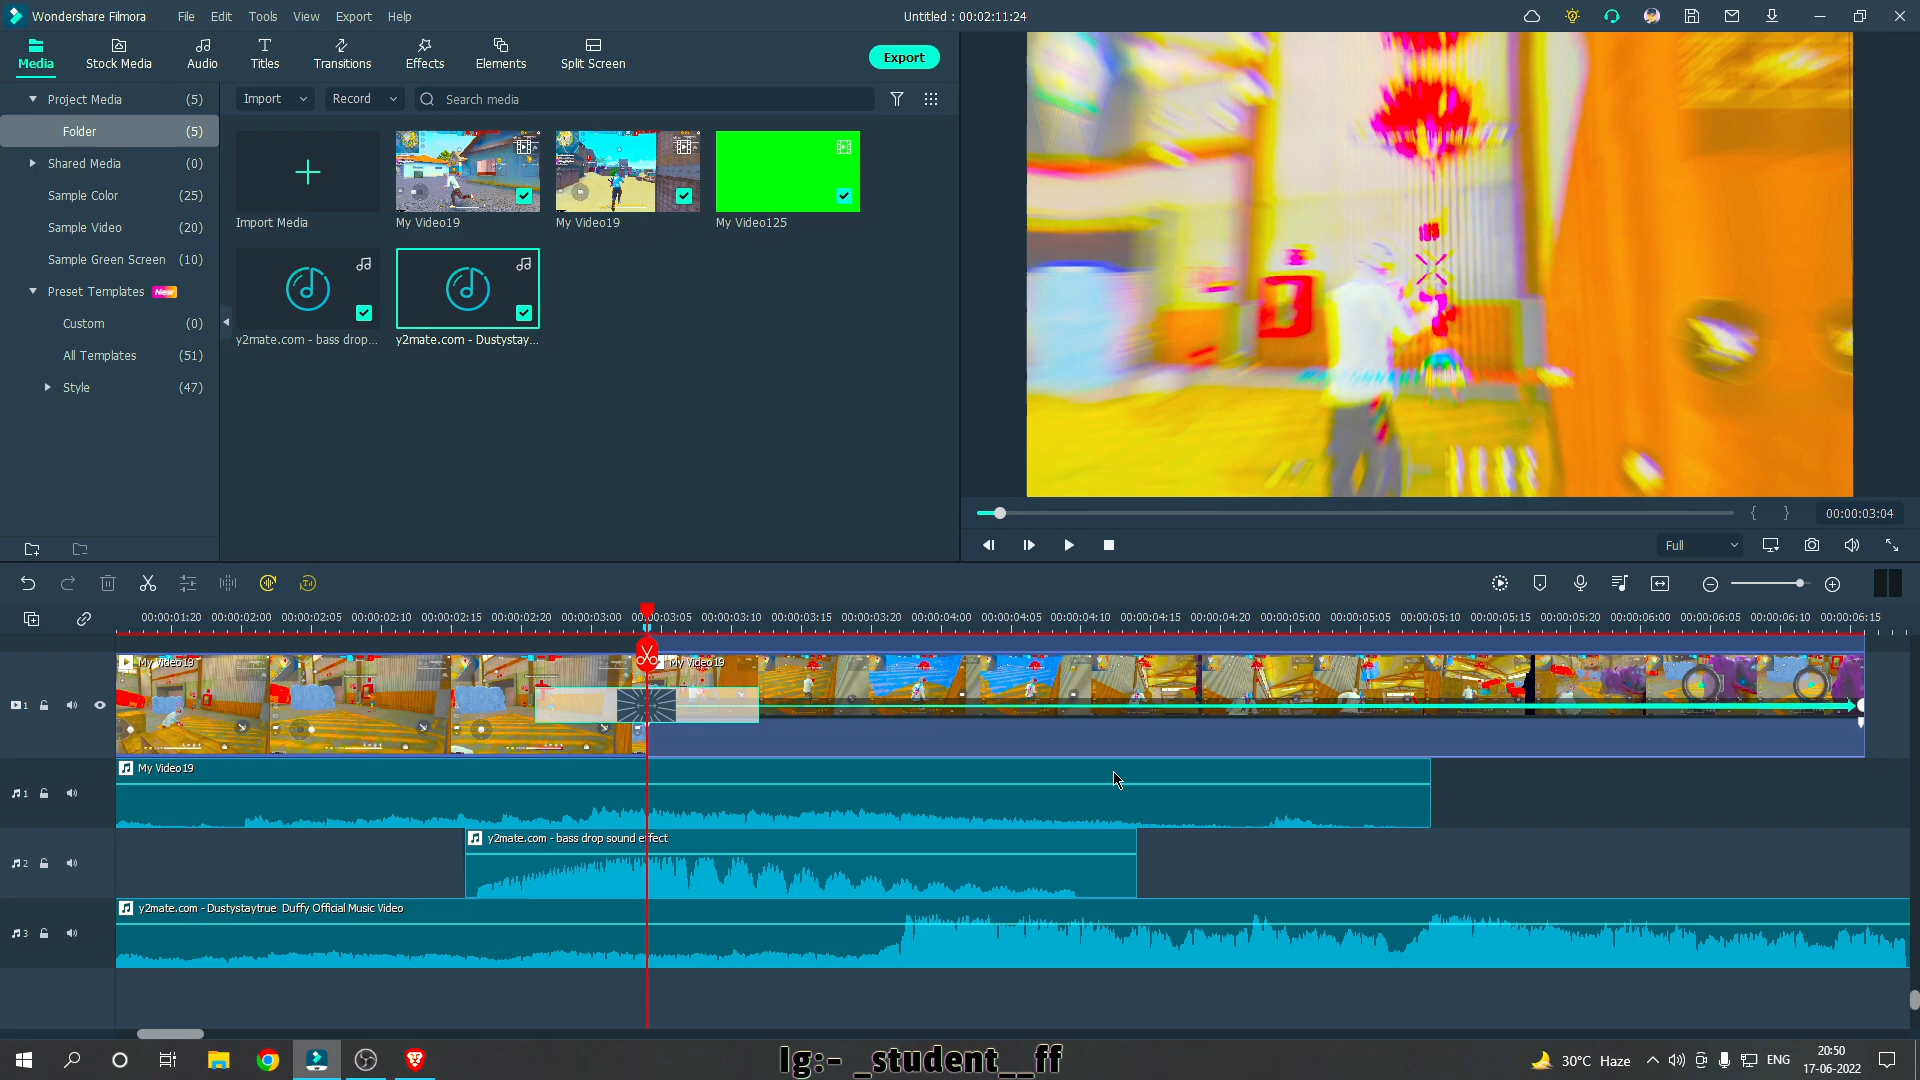 Wondershare Filmora File Edit Tools View Export Help
Untitled : 00:02:11:24
Media Stock Media Audio Titles Transitions Effects Elements Split Screen
Export
Project Media (5)
Folder (5)
Shared Media (0)
Sample Color (25)
Sample Video (20)
Sample Green Screen (10)
Preset Templates New
Custom (0)
All Templates (51)
Style (47)
Import Record Search media
Import Media My Video19 My Video19 My Video125
y2mate.com - bass drop... y2mate.com - Dustystay...
00:00:03:04
Full
00:00:01:20 00:00:02:00 00:00:02:05 00:00:02:10 00:00:02:15 00:00:02:20 00:00:03:00 00:00:03:05 00:00:03:10 00:00:03:15 00:00:03:20 00:00:04:00 00:00:04:05 00:00:04:10 00:00:04:15 00:00:04:20 00:00:05:00 00:00:05:05 00:00:05:10 00:00:05:15 00:00:05:20 00:00:06:00 00:00:06:05 00:00:06:10 00:00:06:15
My Video19 My Video19
1
My Video19
1
y2mate.com - bass drop sound effect
2
y2mate.com - Dustystaytrue Duffy Official Music Video
3
Ig:- _student__ff
30°C Haze
ENG
20:50
17-06-2022